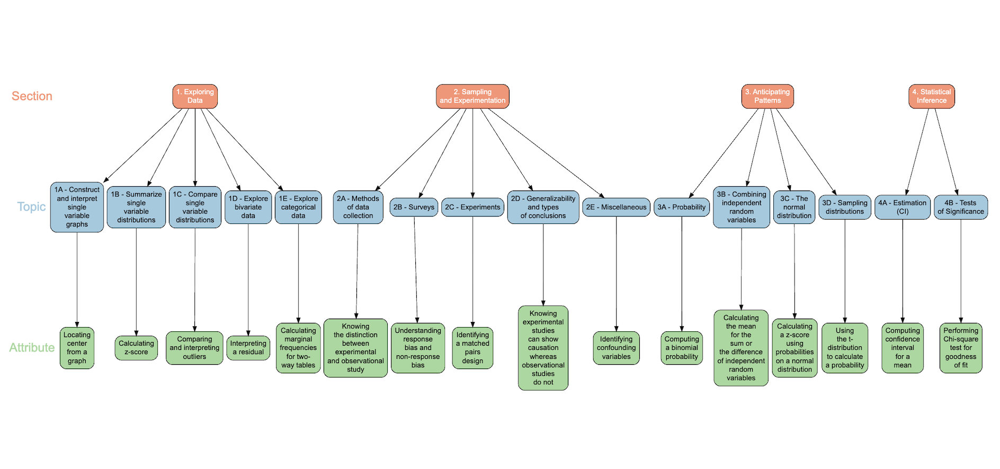 Section
1. Exploring
Data
2. Sampling
and Experimentation
3. Anticipating
Patterns
4. Statistical
Inference
Topic
1A - Construct
and interpret
single
variable
graphs
1B - Summarize
single
variable
distributions
1C - Compare
single
variable
distributions
1D - Explore
bivariate
data
1E - Explore
categorical
data
2A - Methods
of data
collection
2B - Surveys
2C - Experiments
2D - Generalizability
and types
of conclusions
2E - Miscellaneous
3A - Probability
3B - Combining
independent
random
variables
3C - The
normal
distribution
3D - Sampling
distributions
4A - Estimation
(CI)
4B - Tests
of Significance
Attribute
Locating
center
from a
graph
Calculating
z-score
Comparing
and interpreting
outliers
Interpreting
a residual
Calculating
marginal
frequencies
for two-
way tables
Knowing
the distinction
between
experimental
and observational
study
Understanding
response
bias and
non-response
bias
Identifying
a matched
pairs
design
Knowing
experimental
studies
can show
causation
whereas
observational
studies
do not
Identifying
confounding
variables
Computing
a binomial
probability
Calculating
the mean
for the
sum or
the difference
of independent
random
variables
Calculating
a z-score
using
probabilities
on a normal
distribution
Using
the t-
distribution
to calculate
a probability
Computing
confidence
interval
for a
mean
Performing
Chi-square
test for
goodness
of fit